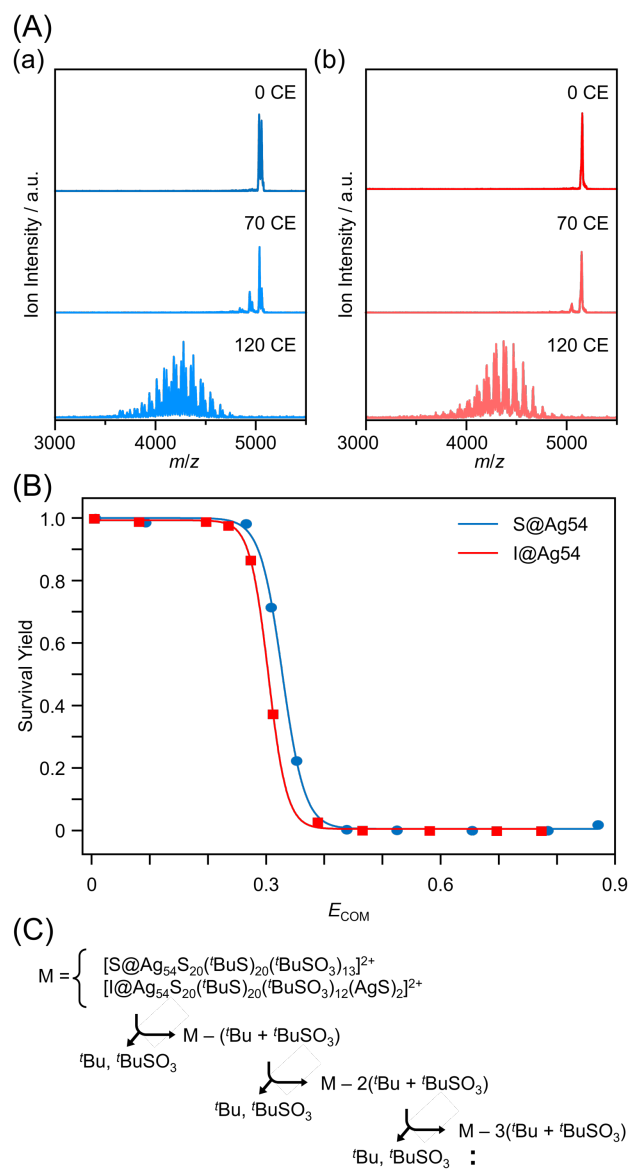 (A)
(a)
(b)
0 CE
0 CE
70 CE
70 CE
120 CE
120 CE
Ion Intensity / a.u.
Ion Intensity / a.u.
3000 4000 5000
3000 4000 5000
m/z
m/z
(B)
1.0
0.8
0.6
0.4
0.2
0
Survival Yield
S@Ag54
I@Ag54
0 0.3 0.6 0.9
E_COM
(C)
M =
[S@Ag₅₄S₂₀(ᵗBuS)₂₀(ᵗBuSO₃)₁₃]²⁺
[I@Ag₅₄S₂₀(ᵗBuS)₂₀(ᵗBuSO₃)₁₂(AgS)₂]²⁺
M – (ᵗBu + ᵗBuSO₃)
ᵗBu, ᵗBuSO₃
M – 2(ᵗBu + ᵗBuSO₃)
ᵗBu, ᵗBuSO₃
M – 3(ᵗBu + ᵗBuSO₃)
ᵗBu, ᵗBuSO₃ :